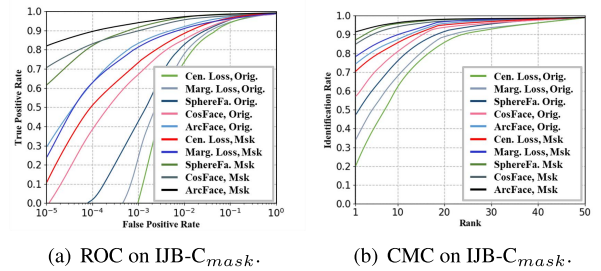 1.0
0.9
0.8
0.7
0.6
0.5
0.4
0.3
0.2
0.1
0.0
True Positive Rate
10⁻⁵ 10⁻⁴ 10⁻³ 10⁻² 10⁻¹ 10⁰
False Positive Rate
Cen. Loss, Orig.
Marg. Loss, Orig.
SphereFa. Orig.
CosFace, Orig.
ArcFace, Orig.
Cen. Loss, Msk
Marg. Loss, Msk
SphereFa. Msk
CosFace, Msk
ArcFace, Msk
(a) ROC on IJB-Cmask.
1.0
0.9
0.8
0.7
0.6
0.5
0.4
0.3
0.2
0.1
0.0
Identification Rate
1 10 20 30 40 50
Rank
Cen. Loss, Orig.
Marg. Loss, Orig.
SphereFa. Orig.
CosFace, Orig.
ArcFace, Orig.
Cen. Loss, Msk
Marg. Loss, Msk
SphereFa. Msk
CosFace, Msk
ArcFace, Msk
(b) CMC on IJB-Cmask.